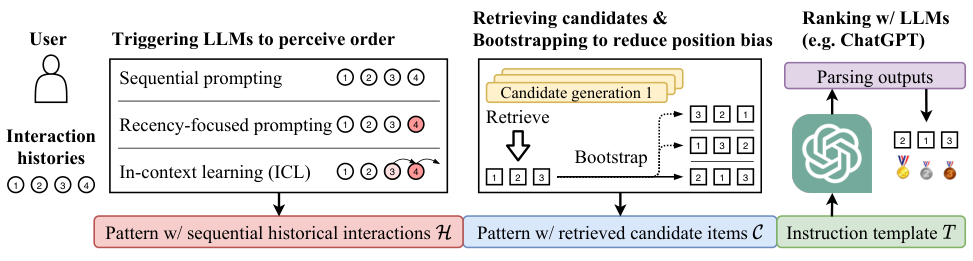 User
Interaction
histories
1 2 3 4
Triggering LLMs to perceive order
Sequential prompting 1 2 3 4
Recency-focused prompting 1 2 3 4
In-context learning (ICL) 1 2 3 4
Pattern w/ sequential historical interactions H
Retrieving candidates &
Bootstrapping to reduce position bias
Candidate generation 1
Retrieve
Bootstrap
1 2 3
3 2 1
1 3 2
2 1 3
Pattern w/ retrieved candidate items C
Ranking w/ LLMs
(e.g. ChatGPT)
Parsing outputs
2 1 3
1 2 3
Instruction template T